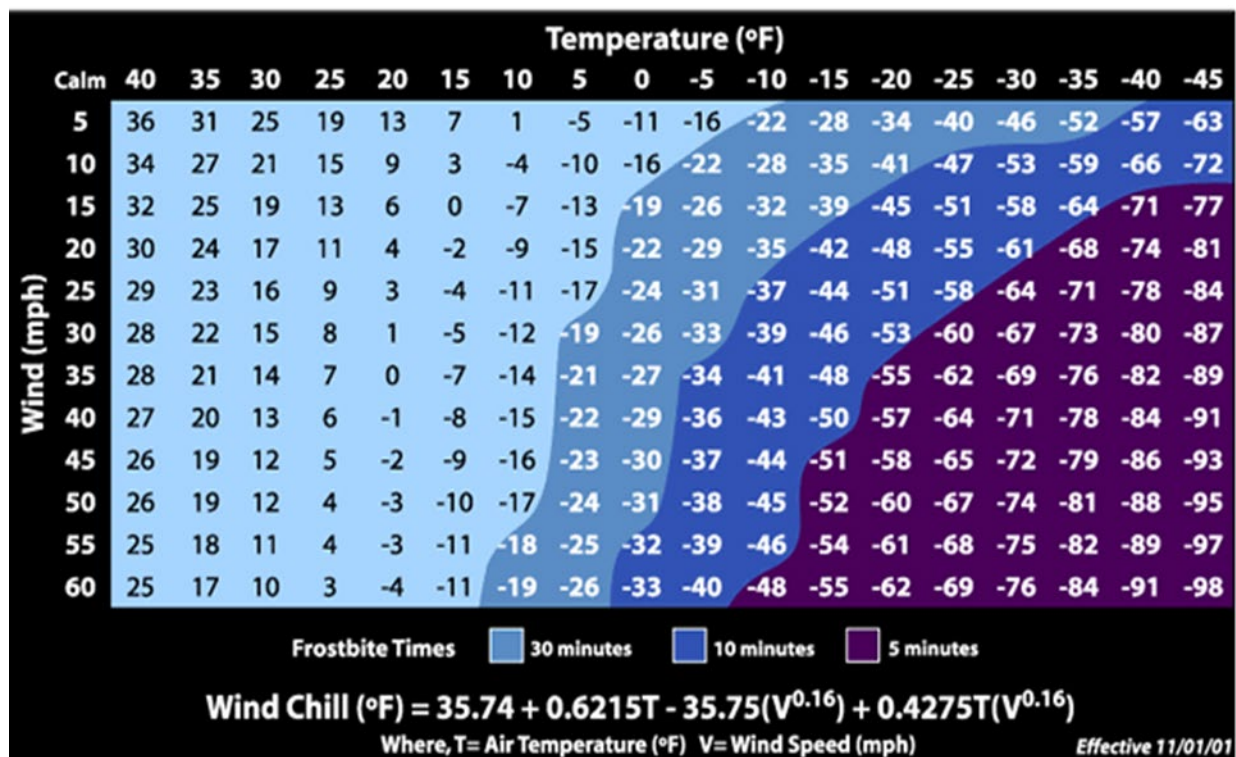 Temperature (ºF)
Calm 40 35 30 25 20 15 10 5 0 -5 -10 -15 -20 -25 -30 -35 -40 -45
5 36 31 25 19 13 7 1 -5 -11 -16 -22 -28 -34 -40 -46 -52 -57 -63
10 34 27 21 15 9 3 -4 -10 -16 -22 -28 -35 -41 -47 -53 -59 -66 -72
15 32 25 19 13 6 0 -7 -13 -19 -26 -32 -39 -45 -51 -58 -64 -71 -77
20 30 24 17 11 4 -2 -9 -15 -22 -29 -35 -42 -48 -55 -61 -68 -74 -81
25 29 23 16 9 3 -4 -11 -17 -24 -31 -37 -44 -51 -58 -64 -71 -78 -84
30 28 22 15 8 1 -5 -12 -19 -26 -33 -39 -46 -53 -60 -67 -73 -80 -87
35 28 21 14 7 0 -7 -14 -21 -27 -34 -41 -48 -55 -62 -69 -76 -82 -89
40 27 20 13 6 -1 -8 -15 -22 -29 -36 -43 -50 -57 -64 -71 -78 -84 -91
45 26 19 12 5 -2 -9 -16 -23 -30 -37 -44 -51 -58 -65 -72 -79 -86 -93
50 26 19 12 4 -3 -10 -17 -24 -31 -38 -45 -52 -60 -67 -74 -81 -88 -95
55 25 18 11 4 -3 -11 -18 -25 -32 -39 -46 -54 -61 -68 -75 -82 -89 -97
60 25 17 10 3 -4 -11 -19 -26 -33 -40 -48 -55 -62 -69 -76 -84 -91 -98
Wind (mph)
Frostbite Times 30 minutes 10 minutes 5 minutes
Wind Chill (ºF) = 35.74 + 0.6215T - 35.75(V^0.16) + 0.4275T(V^0.16)
Where, T= Air Temperature (ºF) V= Wind Speed (mph) Effective 11/01/01